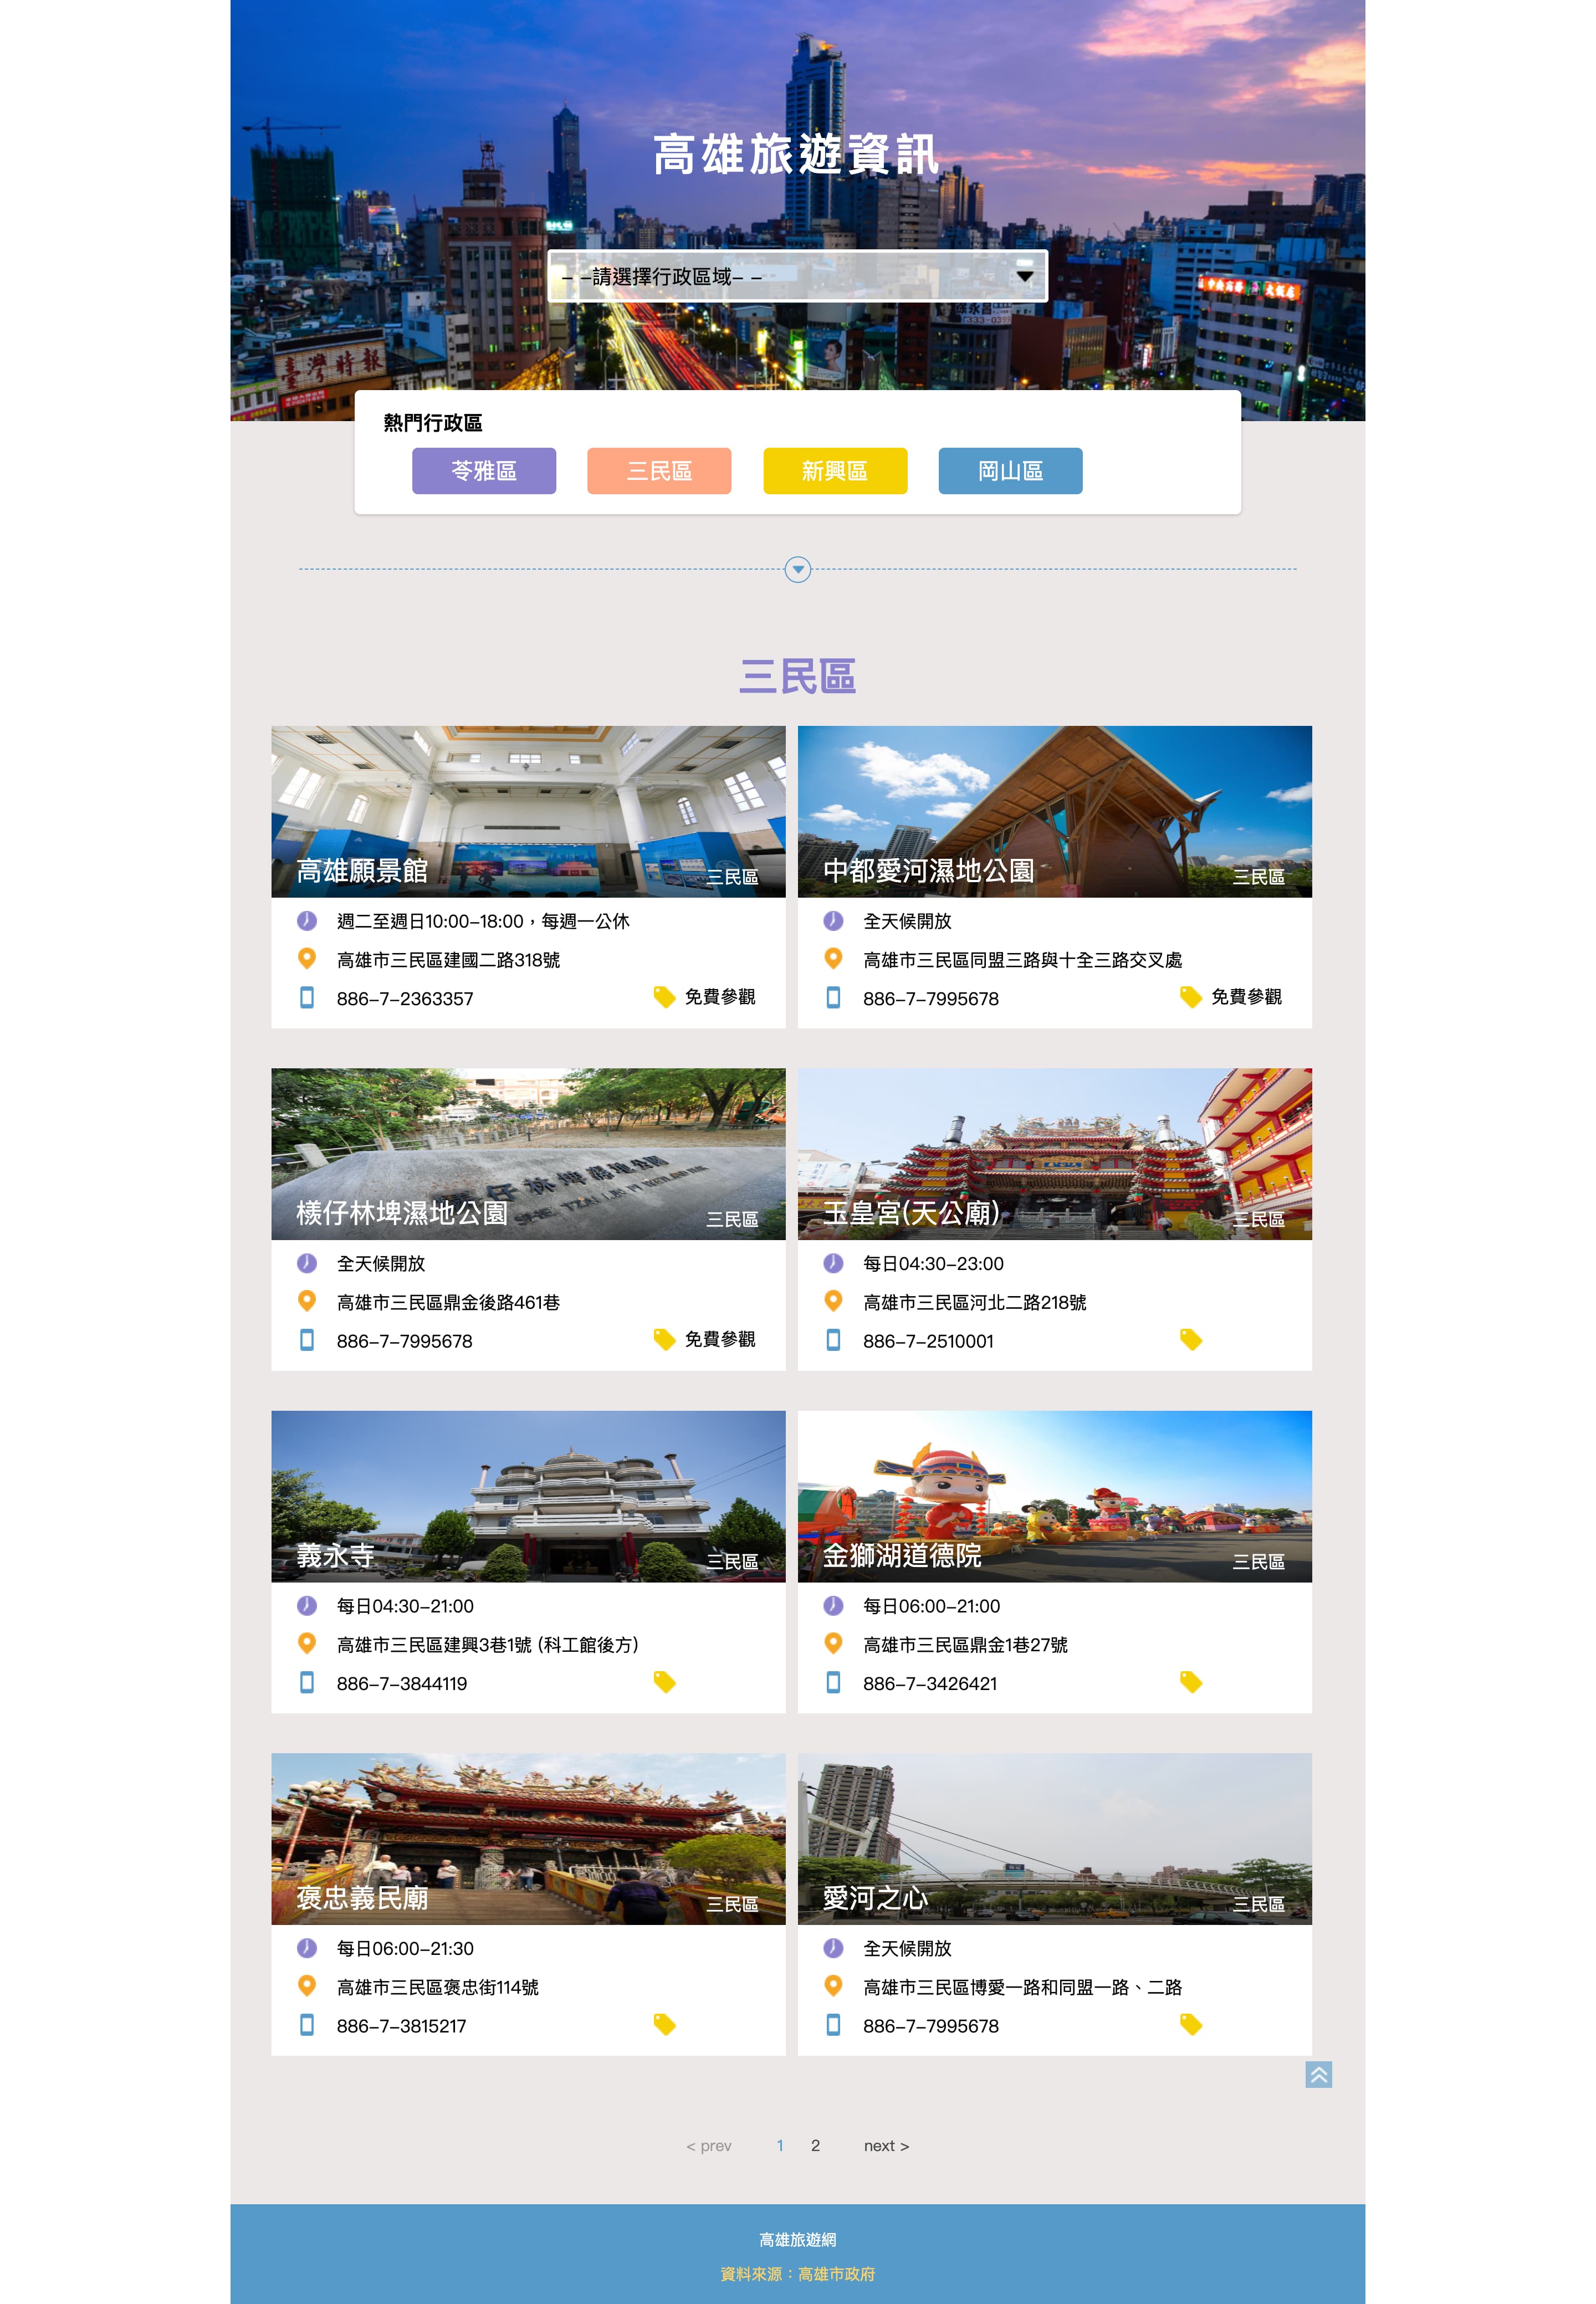 高雄旅遊資訊
- -請選擇行政區域- -
臺灣時報
熱門行政區
苓雅區
三民區
新興區
岡山區
三民區
高雄願景館
三民區
週二至週日10:00-18:00，每週一公休
高雄市三民區建國二路318號
886-7-2363357
免費參觀
中都愛河濕地公園
三民區
全天候開放
高雄市三民區同盟三路與十全三路交叉處
886-7-7995678
免費參觀
檨仔林埤濕地公園
三民區
全天候開放
高雄市三民區鼎金後路461巷
886-7-7995678
免費參觀
玉皇宮(天公廟)
三民區
每日04:30-23:00
高雄市三民區河北二路218號
886-7-2510001
義永寺
三民區
每日04:30-21:00
高雄市三民區建興3巷1號 (科工館後方)
886-7-3844119
金獅湖道德院
三民區
每日06:00-21:00
高雄市三民區鼎金1巷27號
886-7-3426421
褒忠義民廟
三民區
每日06:00-21:30
高雄市三民區褒忠街114號
886-7-3815217
愛河之心
三民區
全天候開放
高雄市三民區博愛一路和同盟一路、二路
886-7-7995678
< prev
1
2
next >
高雄旅遊網
資料來源：高雄市政府